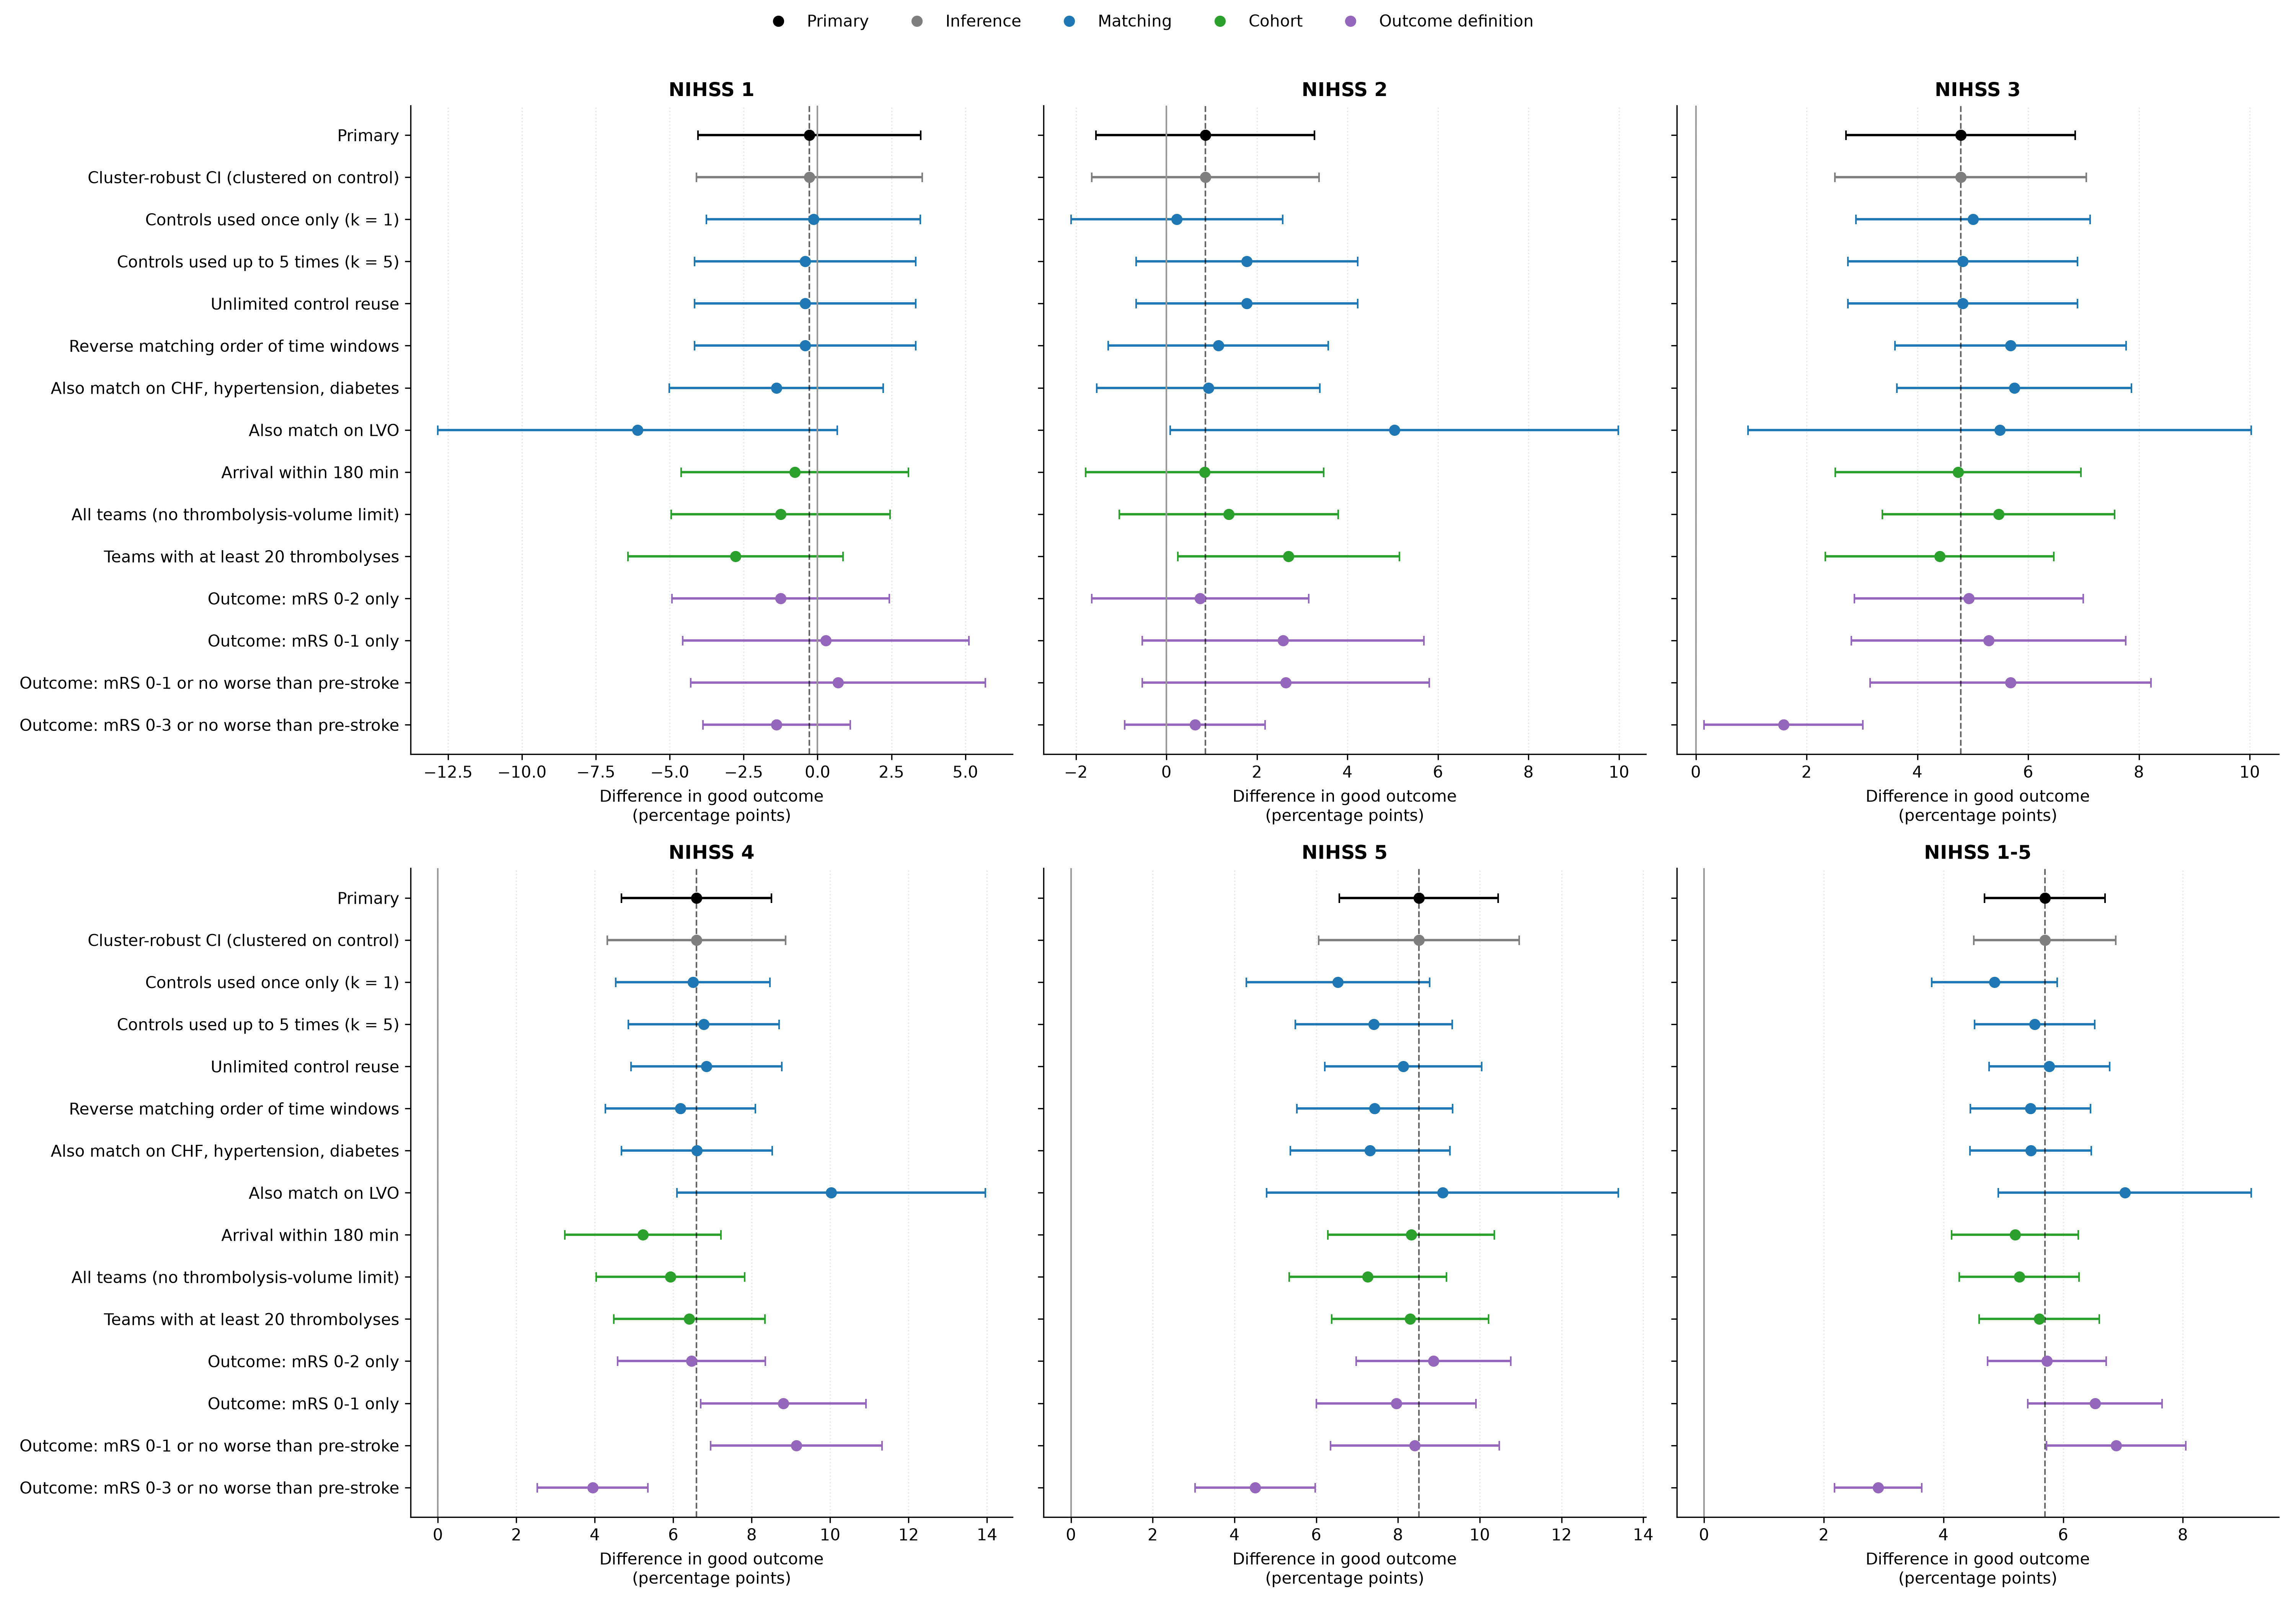 Primary Inference Matching Cohort Outcome definition
NIHSS 1
Primary
Cluster-robust CI (clustered on control)
Controls used once only (k = 1)
Controls used up to 5 times (k = 5)
Unlimited control reuse
Reverse matching order of time windows
Also match on CHF, hypertension, diabetes
Also match on LVO
Arrival within 180 min
All teams (no thrombolysis-volume limit)
Teams with at least 20 thrombolyses
Outcome: mRS 0-2 only
Outcome: mRS 0-1 only
Outcome: mRS 0-1 or no worse than pre-stroke
Outcome: mRS 0-3 or no worse than pre-stroke
−12.5 −10.0 −7.5 −5.0 −2.5 0.0 2.5 5.0
Difference in good outcome
(percentage points)
NIHSS 2
−2 0 2 4 6 8 10
Difference in good outcome
(percentage points)
NIHSS 3
0 2 4 6 8 10
Difference in good outcome
(percentage points)
NIHSS 4
Primary
Cluster-robust CI (clustered on control)
Controls used once only (k = 1)
Controls used up to 5 times (k = 5)
Unlimited control reuse
Reverse matching order of time windows
Also match on CHF, hypertension, diabetes
Also match on LVO
Arrival within 180 min
All teams (no thrombolysis-volume limit)
Teams with at least 20 thrombolyses
Outcome: mRS 0-2 only
Outcome: mRS 0-1 only
Outcome: mRS 0-1 or no worse than pre-stroke
Outcome: mRS 0-3 or no worse than pre-stroke
0 2 4 6 8 10 12 14
Difference in good outcome
(percentage points)
NIHSS 5
0 2 4 6 8 10 12 14
Difference in good outcome
(percentage points)
NIHSS 1-5
0 2 4 6 8
Difference in good outcome
(percentage points)